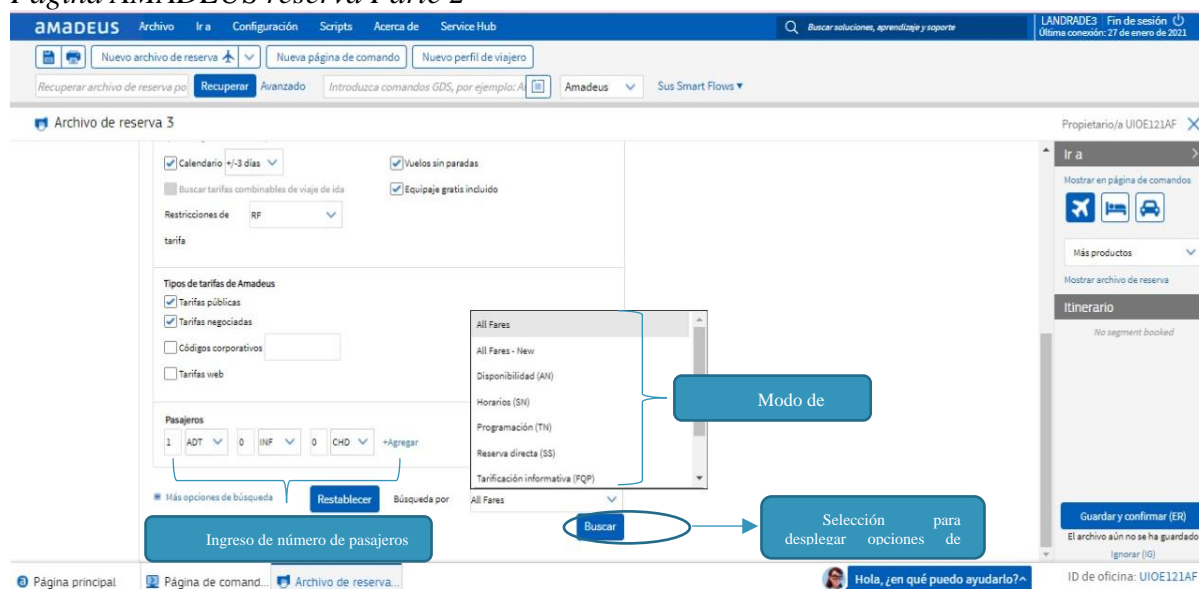 Página AMADEUS reserva Parte 2
aMaDEUS Archivo Ir a Configuración Scripts Acerca de Service Hub Buscar soluciones, aprendizaje y soporte LANDRADE3 Fin de sesión
Última conexión: 27 de enero de 2021
Nuevo archivo de reserva Nueva página de comando Nuevo perfil de viajero
Recuperar archivo de reserva po Recuperar Avanzado Introduzca comandos GDS, por ejemplo: A Amadeus Sus Smart Flows
Archivo de reserva 3 Propietario/a UIOE121AF
Calendario +/-3 días Vuelos sin paradas
Buscar tarifas combinables de viaje de ida Equipaje gratis incluido
Restricciones de RF
tarifa
Tipos de tarifas de Amadeus
Tarifas públicas
Tarifas negociadas
Códigos corporativos
Tarifas web
Pasajeros
1 ADT 0 INF 0 CHD +Agregar
Más opciones de búsqueda Restablecer Búsqueda por All Fares
Buscar
All Fares
All Fares - New
Disponibilidad (AN)
Horarios (SN)
Programación (TN)
Reserva directa (SS)
Tarificación informativa (FQP)
Modo de
Ingreso de número de pasajeros
Selección para
desplegar opciones de
Ir a
Mostrar en página de comandos
Más productos
Mostrar archivo de reserva
Itinerario
No segment booked
Guardar y confirmar (ER)
El archivo aún no se ha guardado
Ignorar (IG)
Página principal Página de comand... Archivo de reserva... Hola, ¿en qué puedo ayudarlo? ID de oficina: UIOE121AF